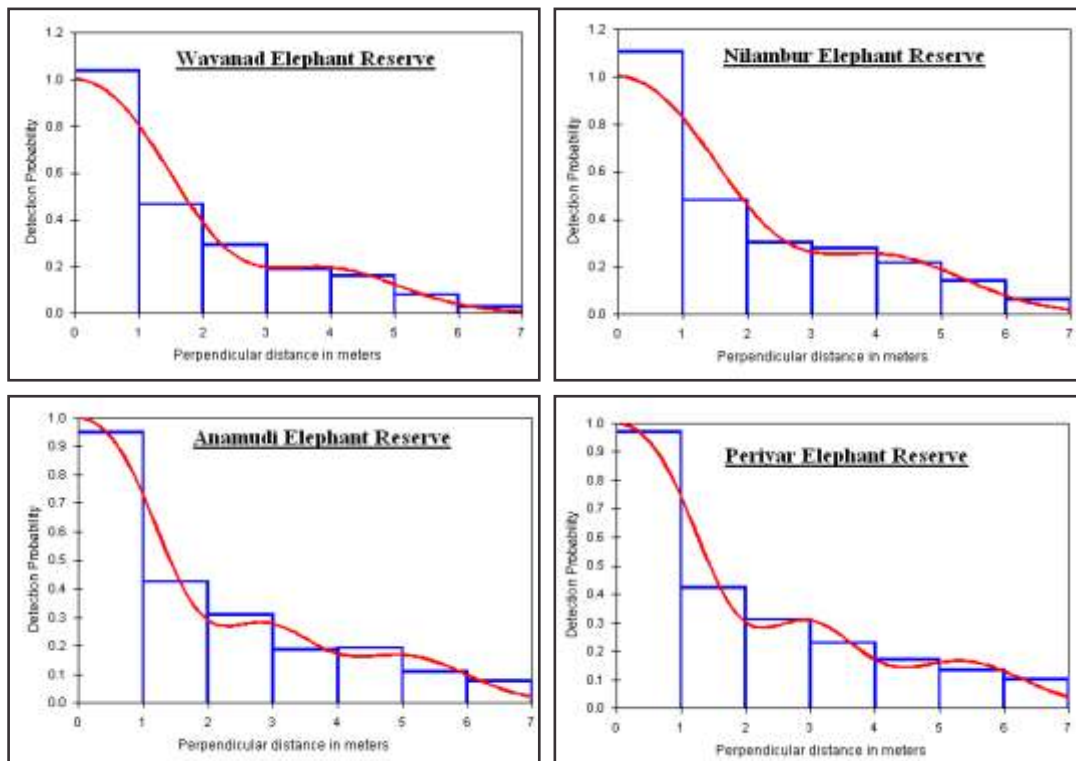 Wayanad Elephant Reserve
Detection Probability
1.2
1.0
0.8
0.6
0.4
0.2
0.0
0 1 2 3 4 5 6 7
Perpendicular distance in meters
Nilambur Elephant Reserve
Detection Probability
1.2
1.0
0.8
0.6
0.4
0.2
0.0
0 1 2 3 4 5 6 7
Perpendicular distance in meters
Anamudi Elephant Reserve
Detection Probability
1.0
0.9
0.8
0.7
0.6
0.5
0.4
0.3
0.2
0.1
0.0
0 1 2 3 4 5 6 7
Perpendicular distance in meters
Periyar Elephant Reserve
Detection Probability
1.0
0.9
0.8
0.7
0.6
0.5
0.4
0.3
0.2
0.1
0.0
0 1 2 3 4 5 6 7
Perpendicular distance in meters